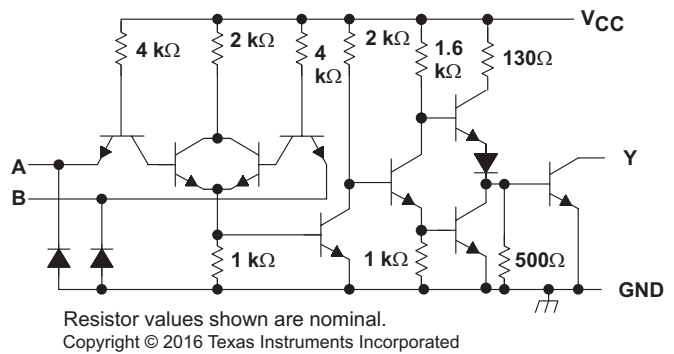 VCC
4 kΩ
2 kΩ
4
kΩ
2 kΩ
1.6
kΩ
130Ω
A
B
Y
1 kΩ
1 kΩ
500Ω
GND
Resistor values shown are nominal.
Copyright © 2016 Texas Instruments Incorporated